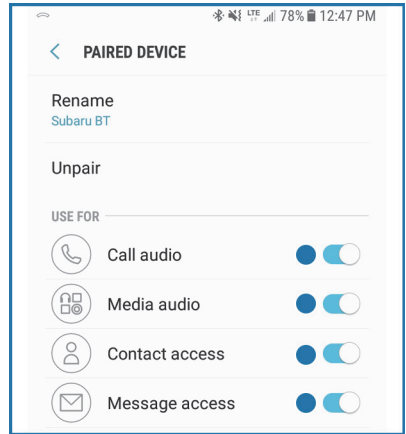 LTE 78% 12:47 PM
PAIRED DEVICE
Rename
Subaru BT
Unpair
USE FOR
Call audio
Media audio
Contact access
Message access